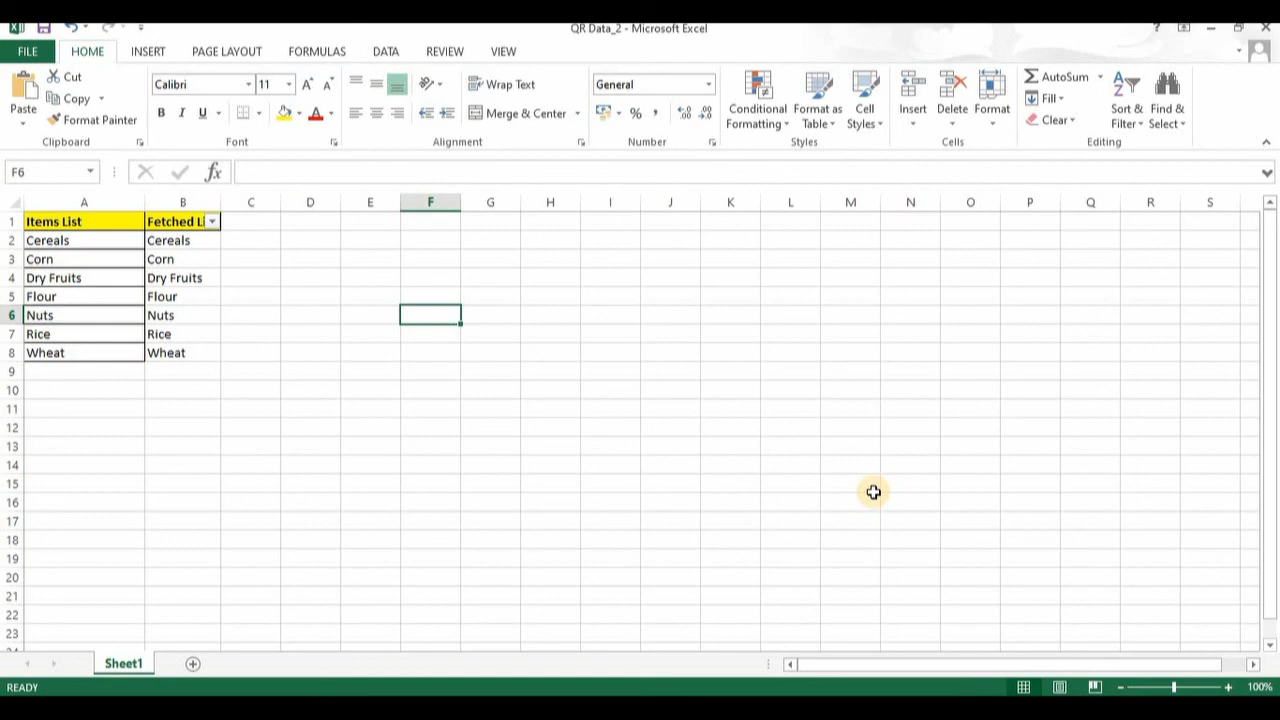 QR Data_2 - Microsoft Excel
FILE HOME INSERT PAGE LAYOUT FORMULAS DATA REVIEW VIEW
Paste
Cut
Copy
Format Painter
Clipboard
Calibri 11
B I U
Font
Wrap Text
Merge & Center
Alignment
General
%
Number
Conditional Formatting
Format as Table
Cell Styles
Styles
Insert Delete Format
Cells
AutoSum
Fill
Clear
Sort & Filter
Find & Select
Editing
F6 fx
A B C D E F G H I J K L M N O P Q R S
1 Items List Fetched Li
2 Cereals Cereals
3 Corn Corn
4 Dry Fruits Dry Fruits
5 Flour Flour
6 Nuts Nuts
7 Rice Rice
8 Wheat Wheat
9
10
11
12
13
14
15
16
17
18
19
20
21
22
23
Sheet1
READY 100%